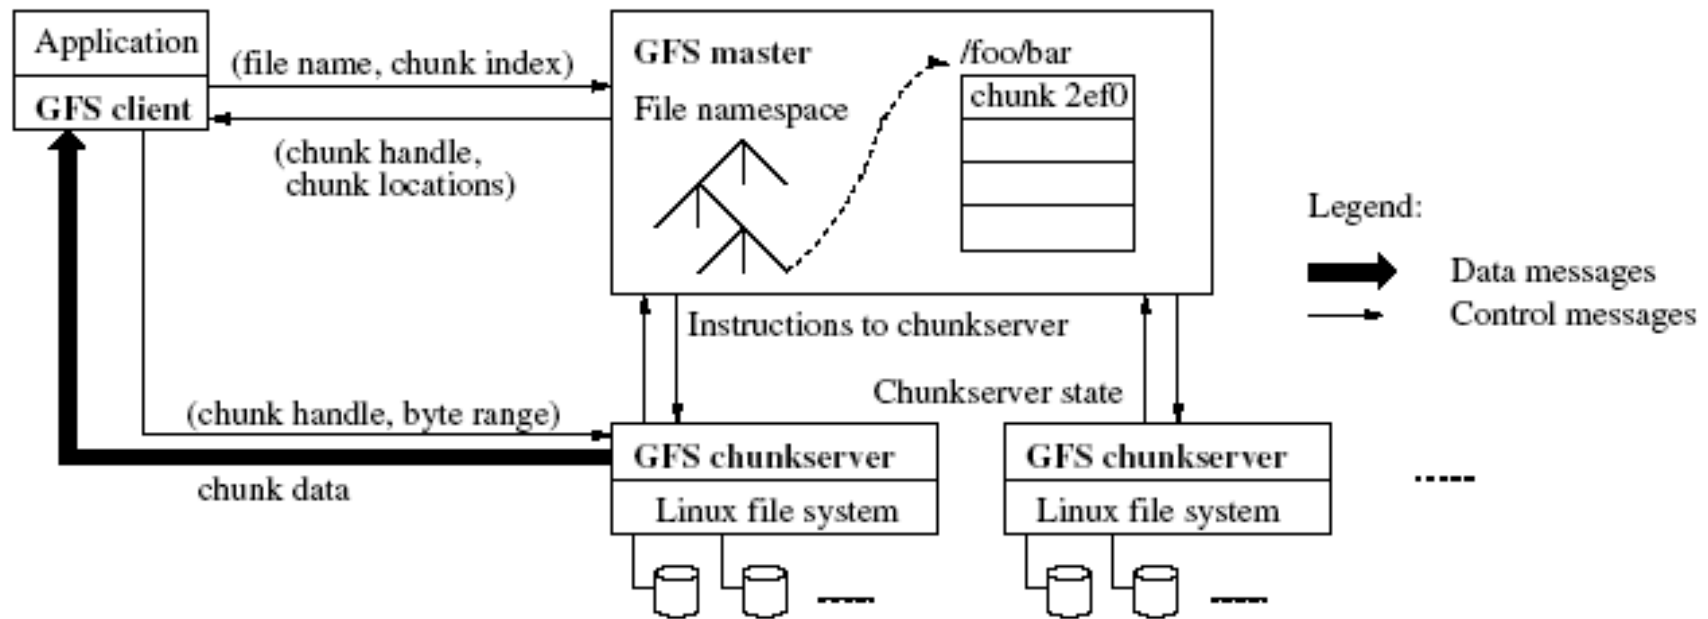 Application
GFS client
(file name, chunk index)
(chunk handle,
chunk locations)
GFS master
File namespace
/foo/bar
chunk 2ef0
Legend:
Data messages
Control messages
Instructions to chunkserver
Chunkserver state
(chunk handle, byte range)
chunk data
GFS chunkserver
Linux file system
GFS chunkserver
Linux file system